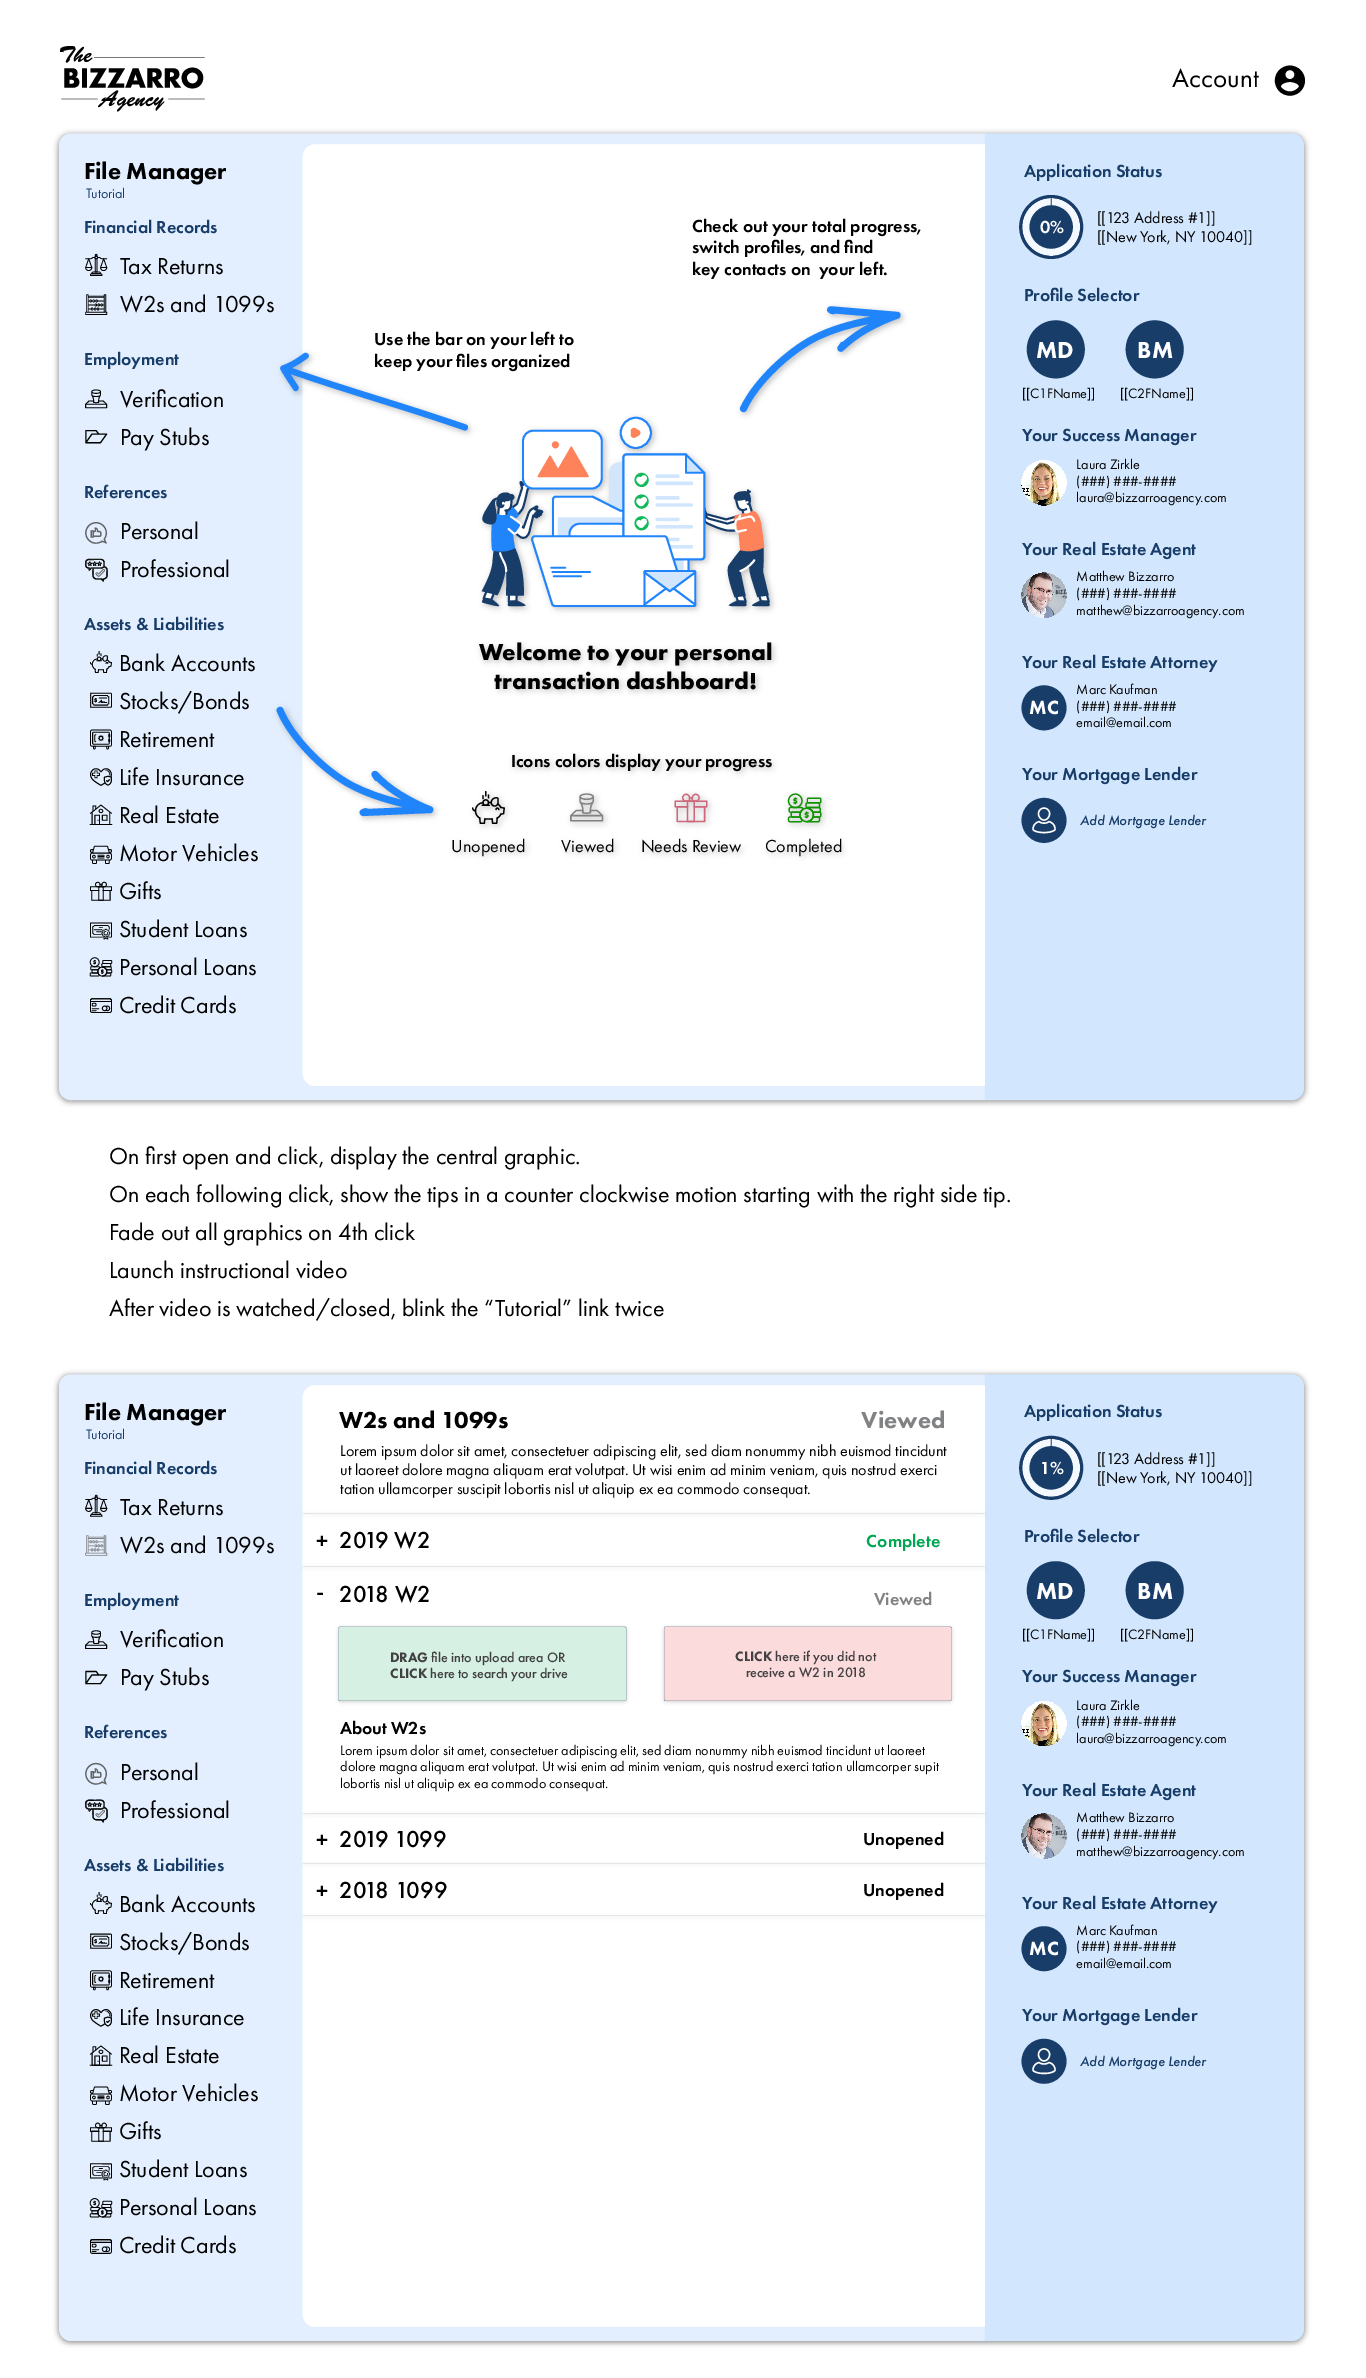 The
BIZZARRO
Agency
Account
File Manager
Tutorial
Financial Records
Tax Returns
W2s and 1099s
Employment
Verification
Pay Stubs
References
Personal
Professional
Assets & Liabilities
Bank Accounts
Stocks/Bonds
Retirement
Life Insurance
Real Estate
Motor Vehicles
Gifts
Student Loans
Personal Loans
Credit Cards
Check out your total progress,
switch profiles, and find
key contacts on your left.
Use the bar on your left to
keep your files organized
Welcome to your personal
transaction dashboard!
Icons colors display your progress
Unopened
Viewed
Needs Review
Completed
Application Status
0%
[[123 Address #1]]
[[New York, NY 10040]]
Profile Selector
MD
BM
[[C1FName]]
[[C2FName]]
Your Success Manager
Laura Zirkle
(###) ###-####
laura@bizzarroagency.com
Your Real Estate Agent
Matthew Bizzarro
(###) ###-####
matthew@bizzarroagency.com
Your Real Estate Attorney
MC
Marc Kaufman
(###) ###-####
email@email.com
Your Mortgage Lender
Add Mortgage Lender
On first open and click, display the central graphic.
On each following click, show the tips in a counter clockwise motion starting with the right side tip.
Fade out all graphics on 4th click
Launch instructional video
After video is watched/closed, blink the “Tutorial” link twice
File Manager
Tutorial
Financial Records
Tax Returns
W2s and 1099s
Employment
Verification
Pay Stubs
References
Personal
Professional
Assets & Liabilities
Bank Accounts
Stocks/Bonds
Retirement
Life Insurance
Real Estate
Motor Vehicles
Gifts
Student Loans
Personal Loans
Credit Cards
W2s and 1099s
Viewed
Lorem ipsum dolor sit amet, consectetuer adipiscing elit, sed diam nonummy nibh euismod tincidunt
ut laoreet dolore magna aliquam erat volutpat. Ut wisi enim ad minim veniam, quis nostrud exerci
tation ullamcorper suscipit lobortis nisl ut aliquip ex ea commodo consequat.
+ 2019 W2
Complete
- 2018 W2
Viewed
DRAG file into upload area OR
CLICK here to search your drive
CLICK here if you did not
receive a W2 in 2018
About W2s
Lorem ipsum dolor sit amet, consectetuer adipiscing elit, sed diam nonummy nibh euismod tincidunt ut laoreet
dolore magna aliquam erat volutpat. Ut wisi enim ad minim veniam, quis nostrud exerci tation ullamcorper supit
lobortis nisl ut aliquip ex ea commodo consequat.
+ 2019 1099
Unopened
+ 2018 1099
Unopened
Application Status
1%
[[123 Address #1]]
[[New York, NY 10040]]
Profile Selector
MD
BM
[[C1FName]]
[[C2FName]]
Your Success Manager
Laura Zirkle
(###) ###-####
laura@bizzarroagency.com
Your Real Estate Agent
Matthew Bizzarro
(###) ###-####
matthew@bizzarroagency.com
Your Real Estate Attorney
MC
Marc Kaufman
(###) ###-####
email@email.com
Your Mortgage Lender
Add Mortgage Lender